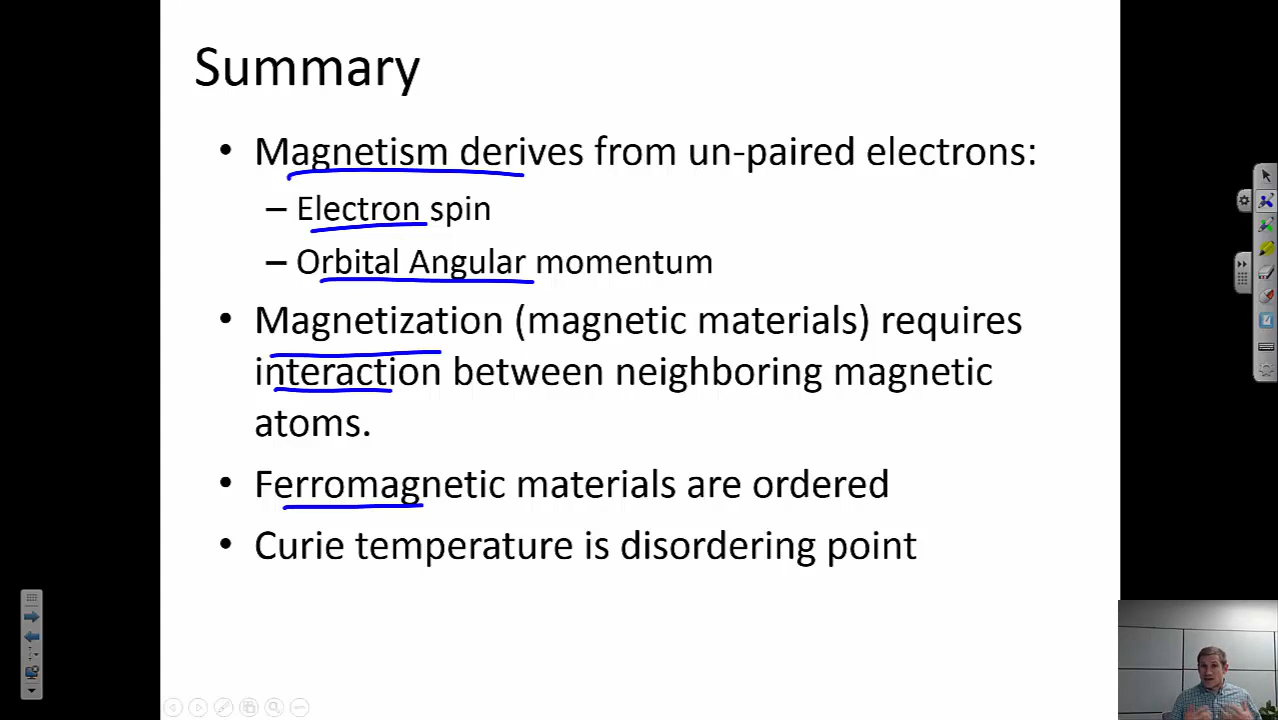 Summary
• Magnetism derives from un-paired electrons:
– Electron spin
– Orbital Angular momentum
• Magnetization (magnetic materials) requires
interaction between neighboring magnetic
atoms.
• Ferromagnetic materials are ordered
• Curie temperature is disordering point